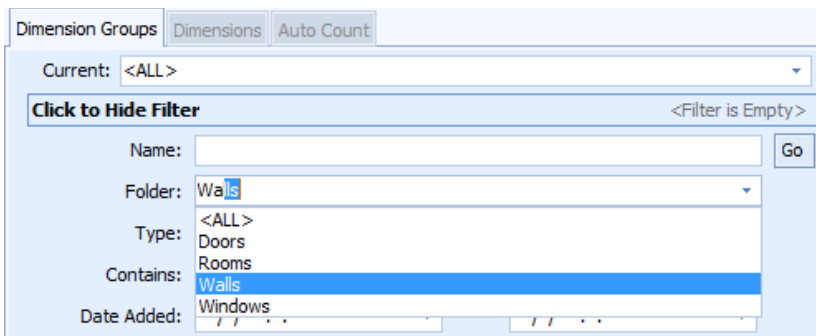 Dimension Groups Dimensions Auto Count
Current: <ALL>
Click to Hide Filter <Filter is Empty>
Name: Go
Folder: Walls
<ALL>
Type: Doors
Rooms
Contains: Walls
Windows
Date Added: